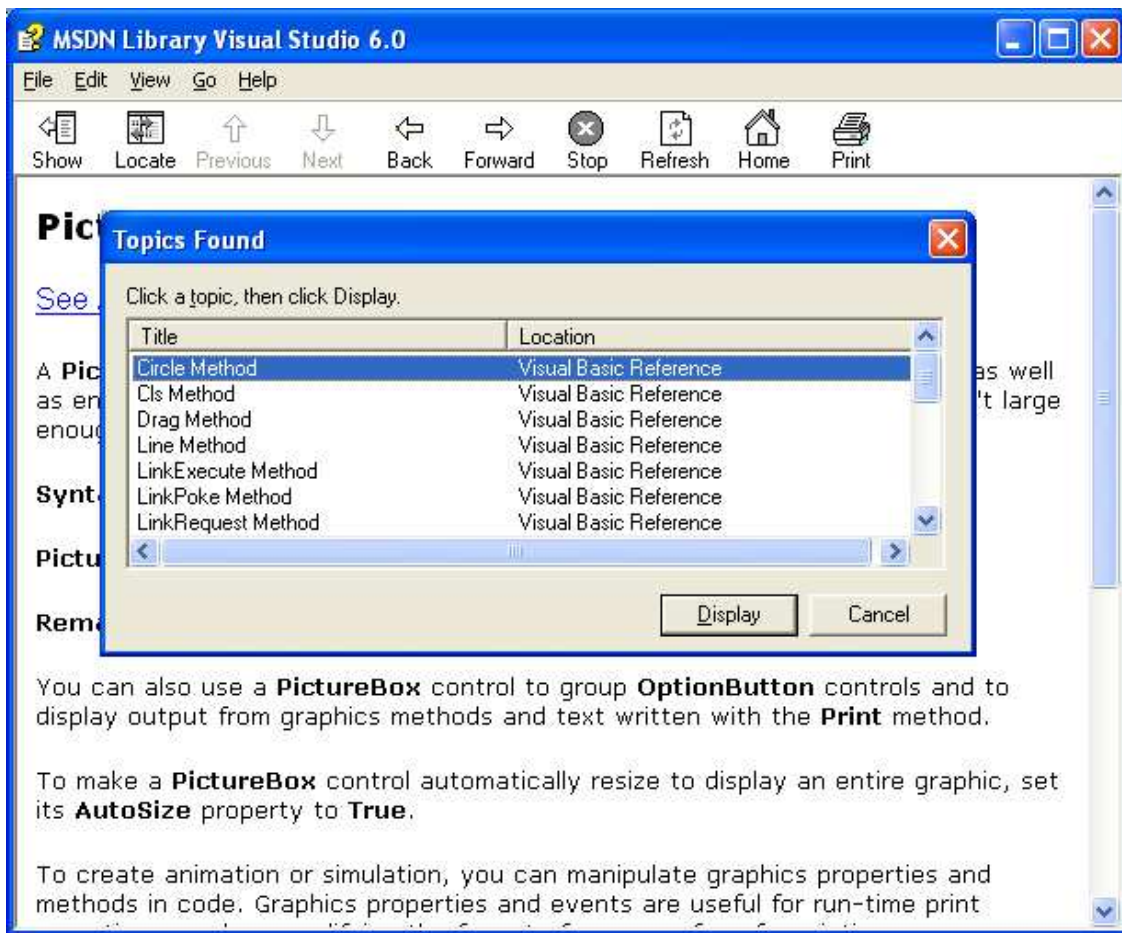 MSDN Library Visual Studio 6.0
File Edit View Go Help
Show Locate Previous Next Back Forward Stop Refresh Home Print
Topics Found
Click a topic, then click Display.
Title Location
Circle Method Visual Basic Reference
Cls Method Visual Basic Reference
Drag Method Visual Basic Reference
Line Method Visual Basic Reference
LinkExecute Method Visual Basic Reference
LinkPoke Method Visual Basic Reference
LinkRequest Method Visual Basic Reference
Display Cancel
See
A as well
as large
You can also use a PictureBox control to group OptionButton controls and to
display output from graphics methods and text written with the Print method.
To make a PictureBox control automatically resize to display an entire graphic, set
its AutoSize property to True.
To create animation or simulation, you can manipulate graphics properties and
methods in code. Graphics properties and events are useful for run-time print